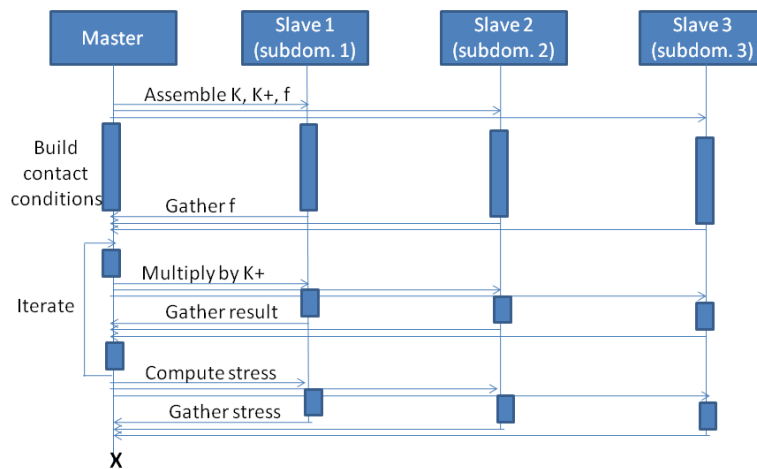 Master
Slave 1
(subdom. 1)
Slave 2
(subdom. 2)
Slave 3
(subdom. 3)
Assemble K, K+, f
Build
contact
conditions
Gather f
Multiply by K+
Iterate
Gather result
Compute stress
Gather stress
X